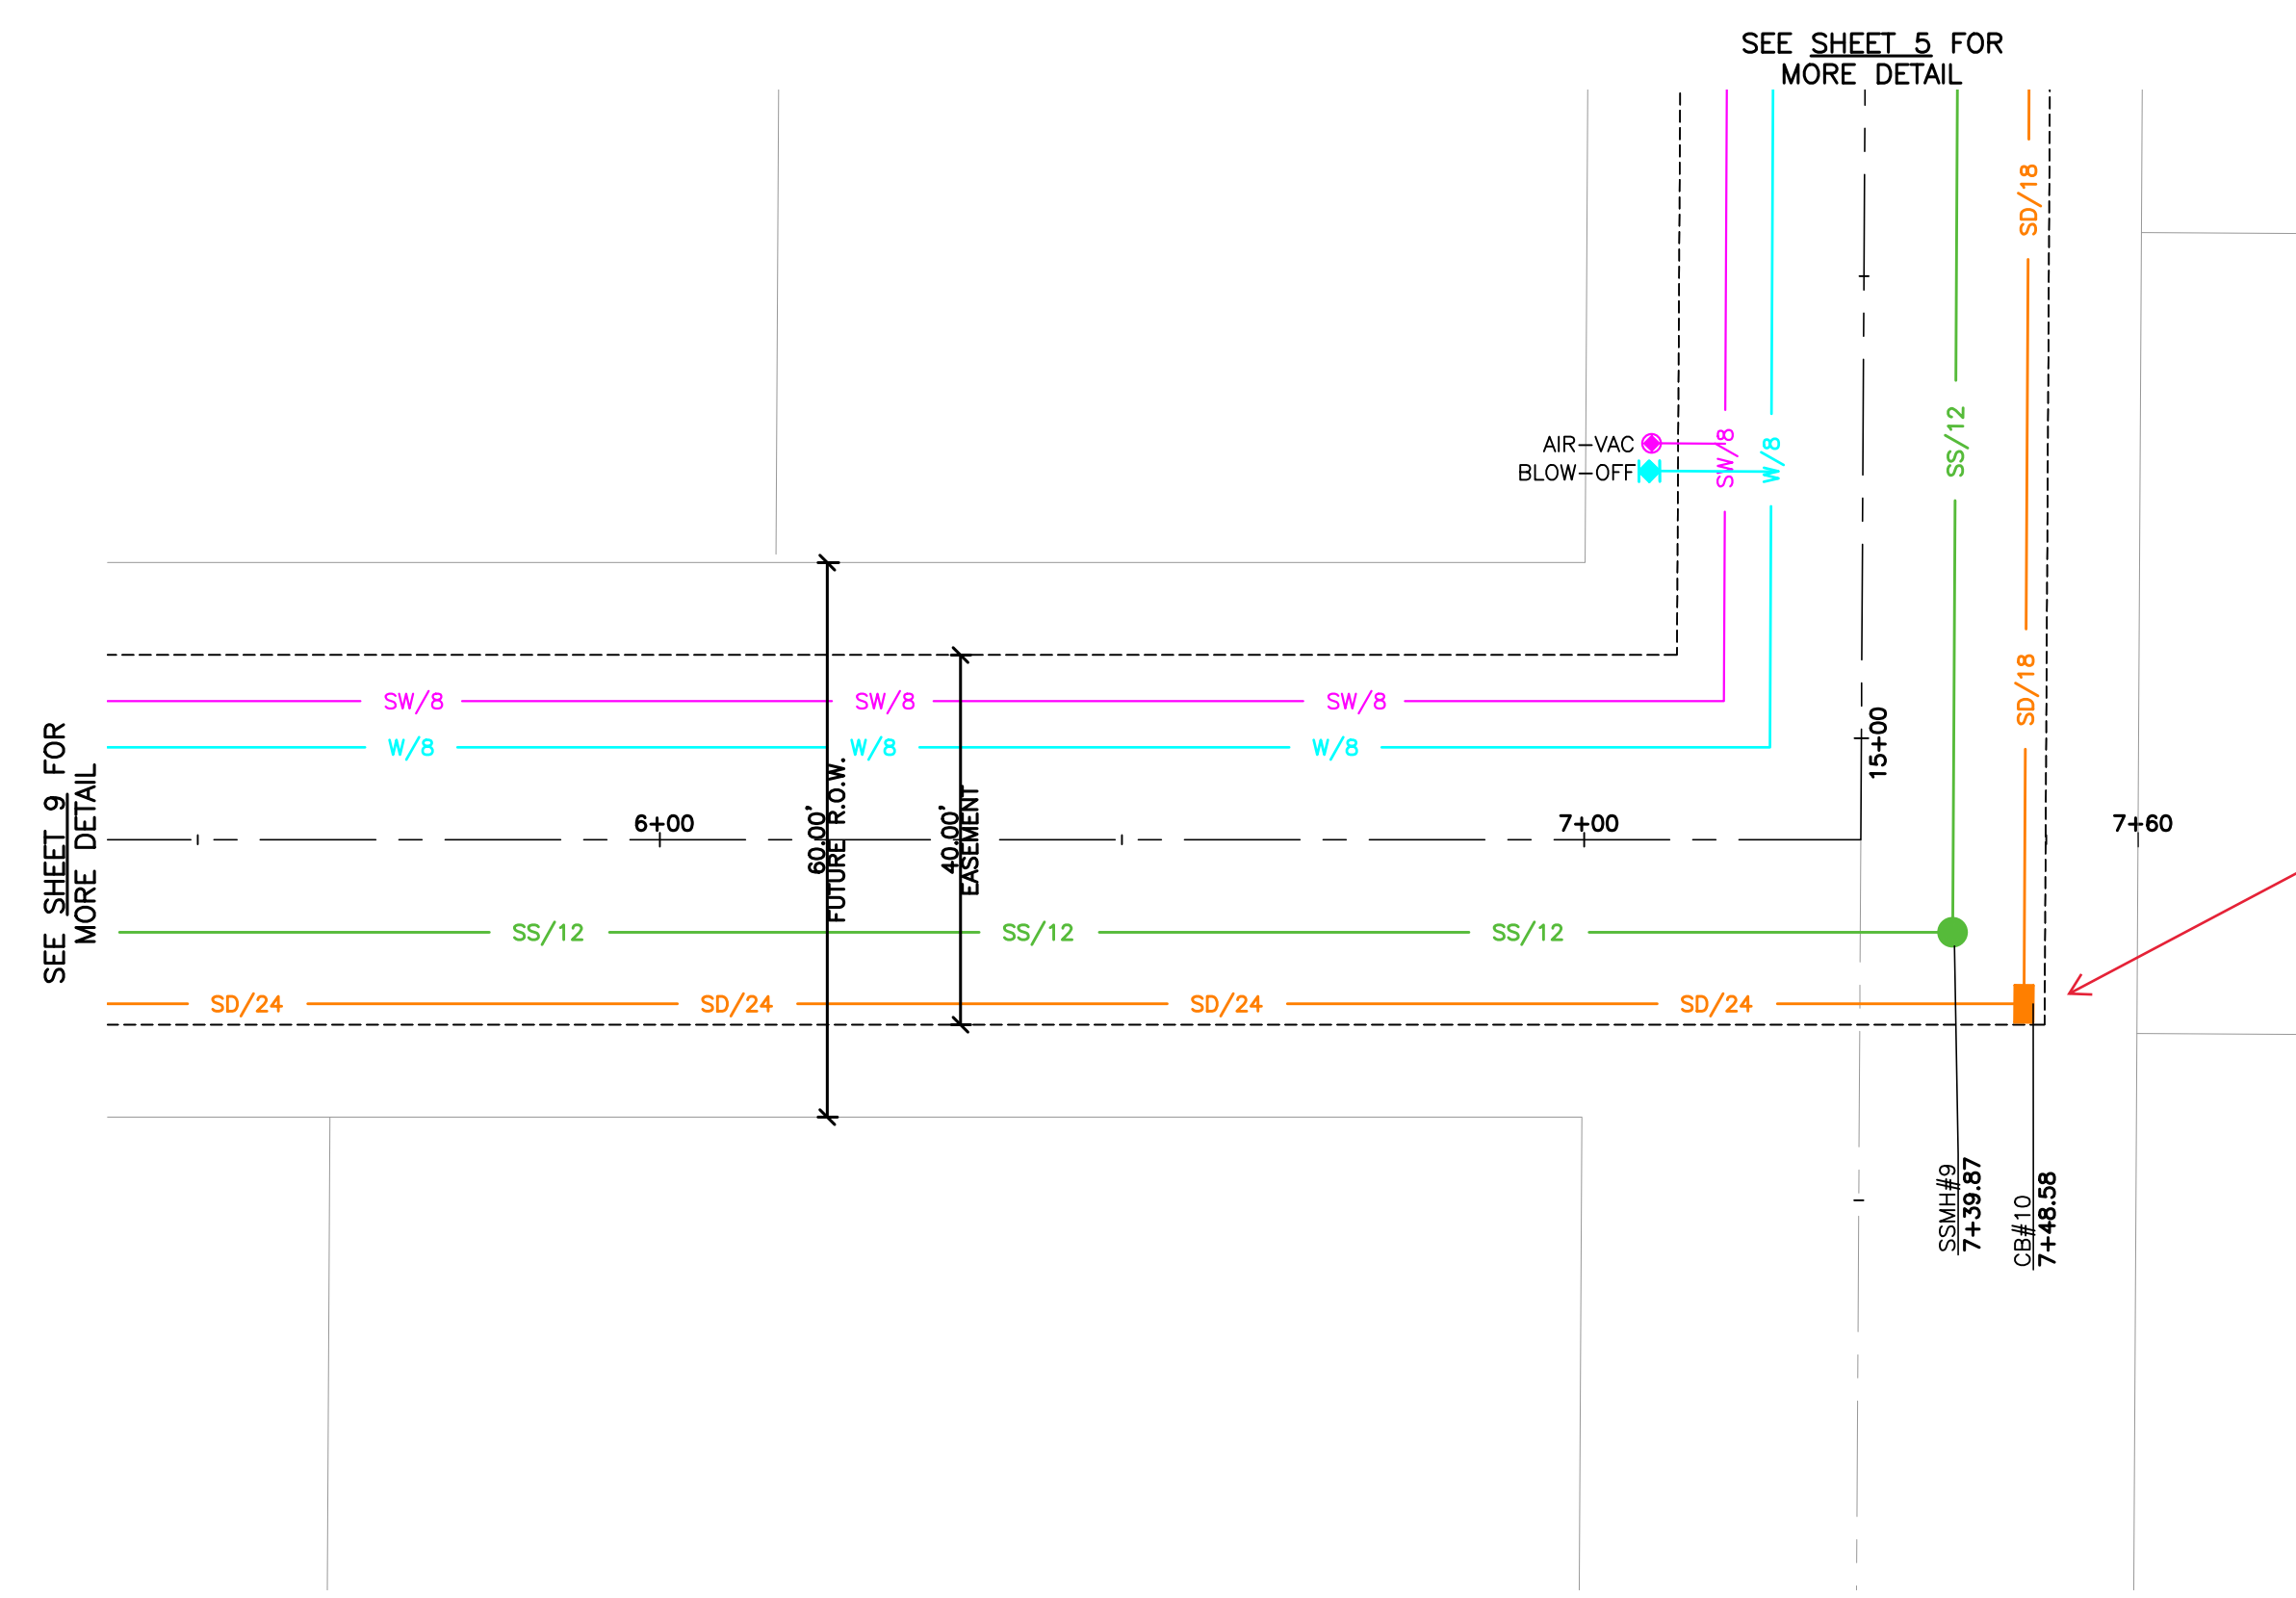 SEE SHEET 5 FOR
MORE DETAIL
SD/18
SS/12
AIR-VAC
SW/8
W/8
BLOW-OFF
SD/18
SW/8
SW/8
SW/8
W/8
W/8
W/8
15+00
SEE SHEET 9 FOR
MORE DETAIL
6+00
60.00'
FUTURE R.O.W.
40.00'
EASEMENT
7+00
7+60
SS/12
SS/12
SS/12
SD/24
SD/24
SD/24
SD/24
SSMH#9
7+39.87
CB#10
7+48.58